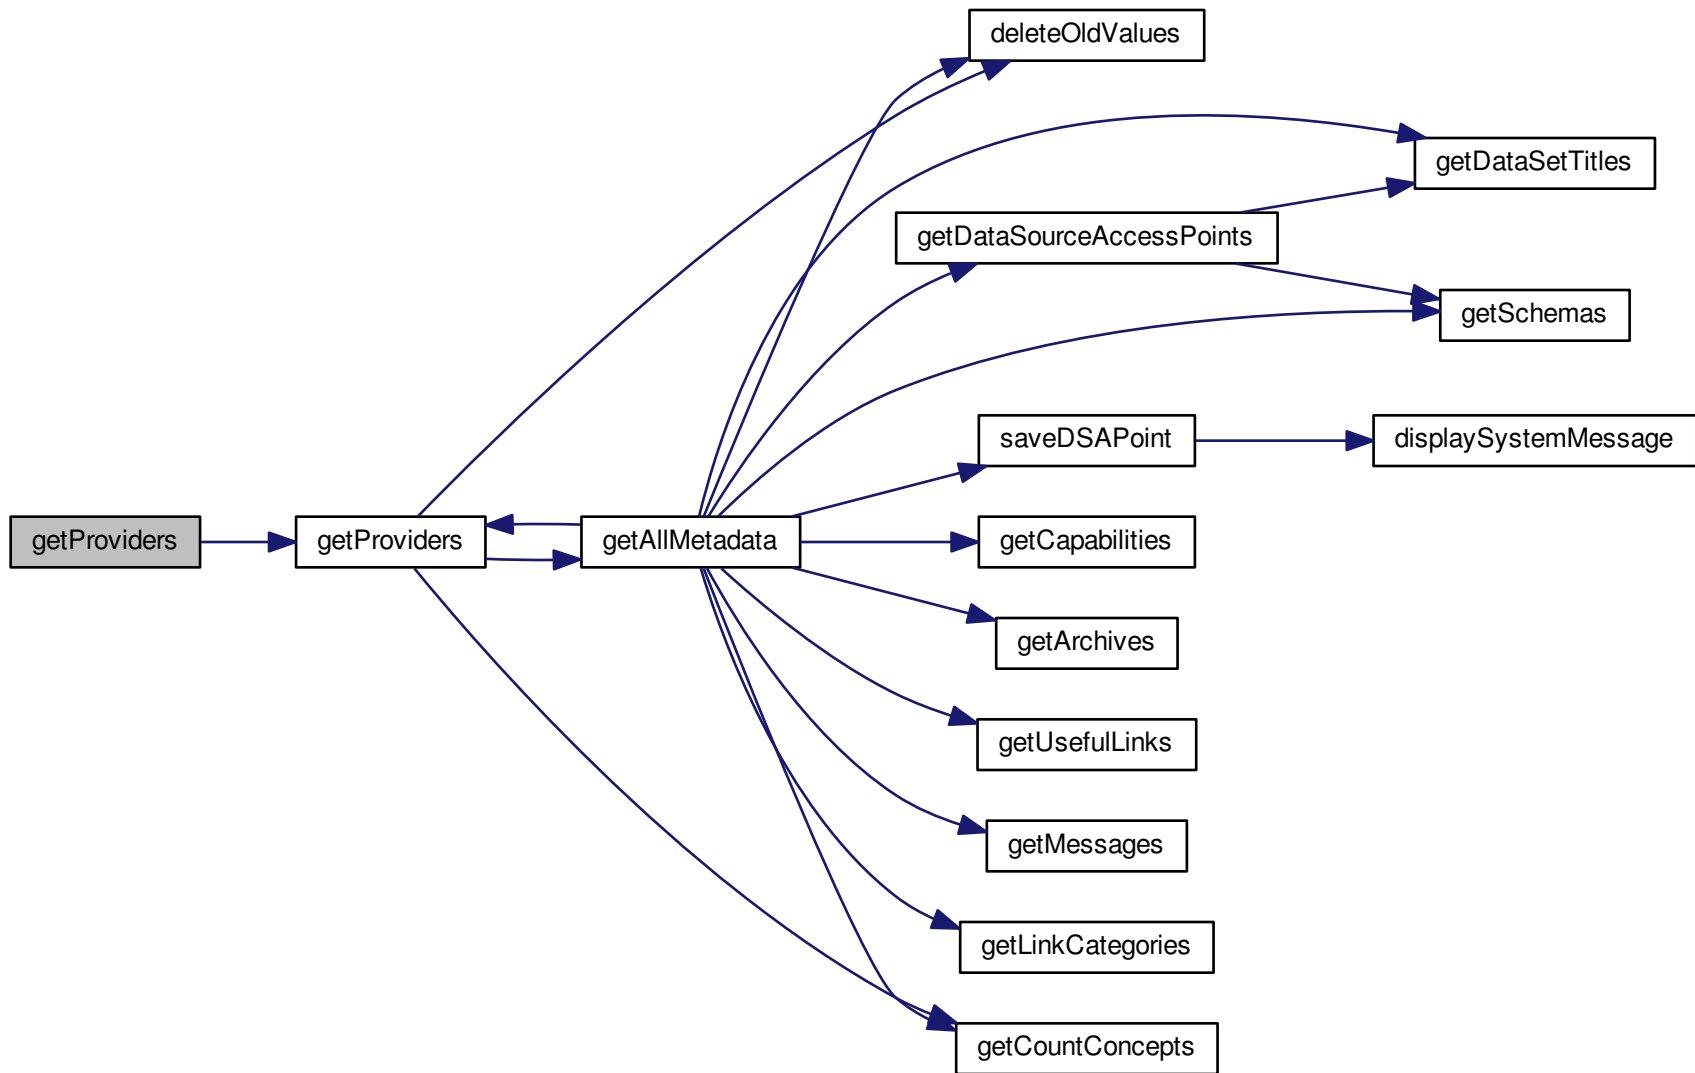 deleteOldValues
getDataSetTitles
getDataSourceAccessPoints
getSchemas
saveDSAPoint
displaySystemMessage
getProviders
getProviders
getAllMetadata
getCapabilities
getArchives
getUsefulLinks
getMessages
getLinkCategories
getCountConcepts